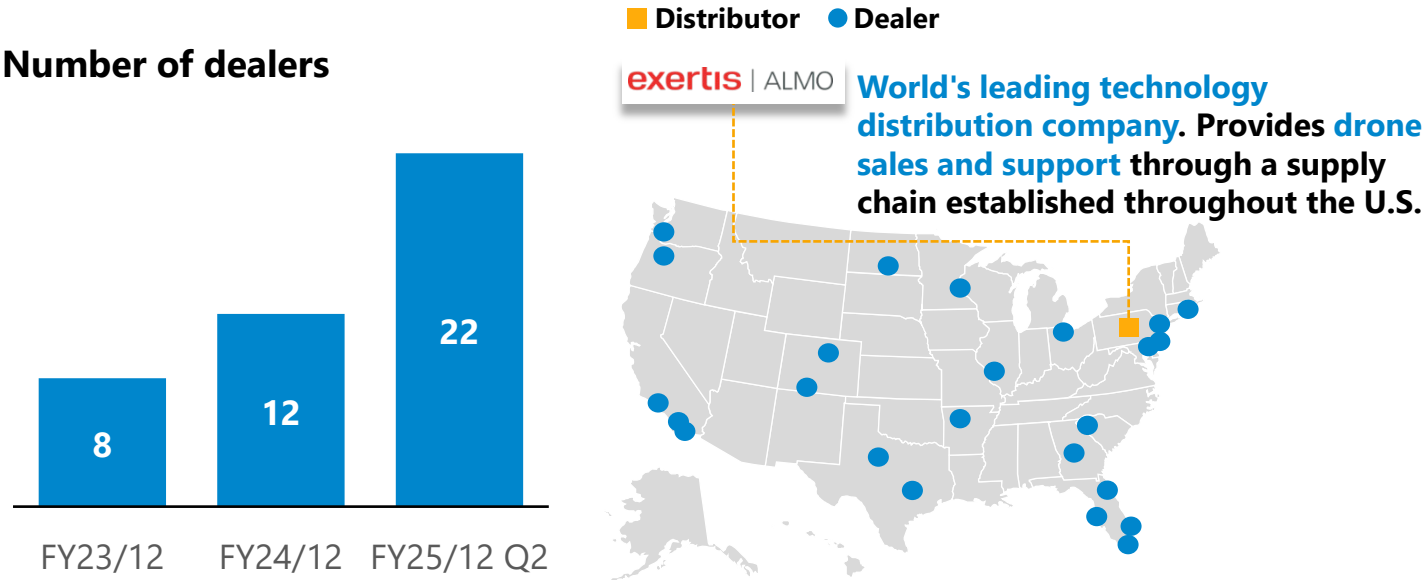 Number of dealers
8
12
22
FY23/12
FY24/12
FY25/12 Q2
Distributor
Dealer
exertis | ALMO
World's leading technology
distribution company. Provides drone
sales and support through a supply
chain established throughout the U.S.